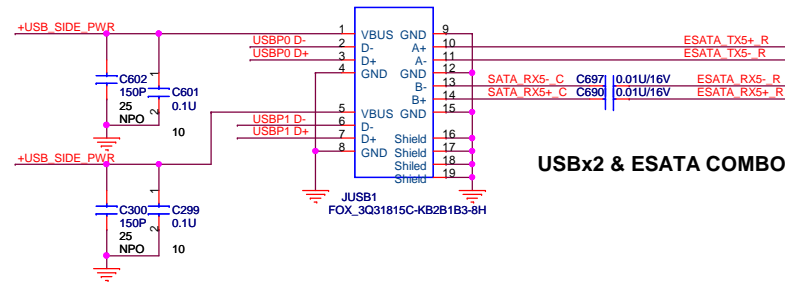 +USB_SIDE_PWR
USBP0 D-
USBP0 D+
1 VBUS GND 9
2 D- A+ 10
3 D+ A- 11
4 GND GND 12
B- 13
B+ 14
5 VBUS GND 15
6 D-
7 D+ Shield 16
8 GND Shield 17
Shiled 18
Shield 19
ESATA_TX5+_R
ESATA_TX5-_R
SATA_RX5-_C C697 0.01U/16V ESATA_RX5-_R
SATA_RX5+_C C690 0.01U/16V ESATA_RX5+_R
C602
150P
25
NPO
1
C601
0.1U
2
10
USBP1 D-
USBP1 D+
+USB_SIDE_PWR
USBx2 & ESATA COMBO
JUSB1
FOX_3Q31815C-KB2B1B3-8H
C300
150P
25
NPO
1
C299
0.1U
2
10